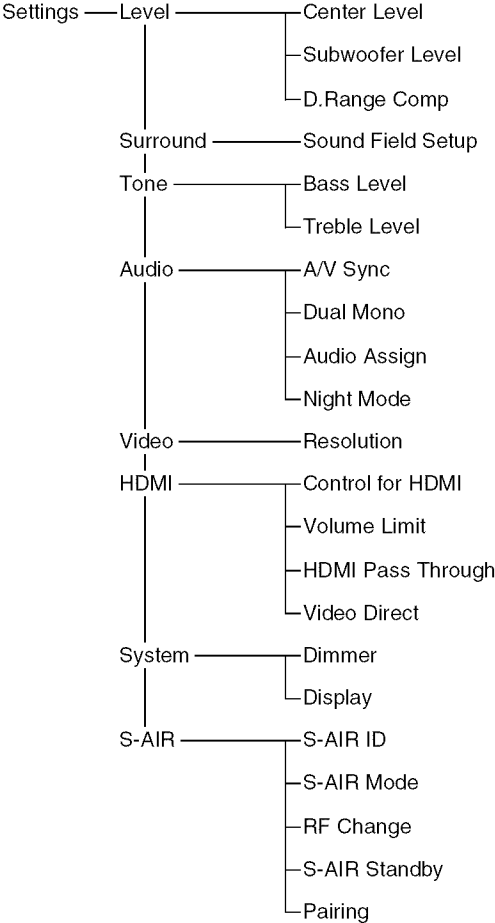 Settings Level Center Level
Subwoofer Level
D.Range Comp
Surround Sound Field Setup
Tone Bass Level
Treble Level
Audio A/V Sync
Dual Mono
Audio Assign
Night Mode
Video Resolution
HDMI Control for HDMI
Volume Limit
HDMI Pass Through
Video Direct
System Dimmer
Display
S-AIR S-AIR ID
S-AIR Mode
RF Change
S-AIR Standby
Pairing